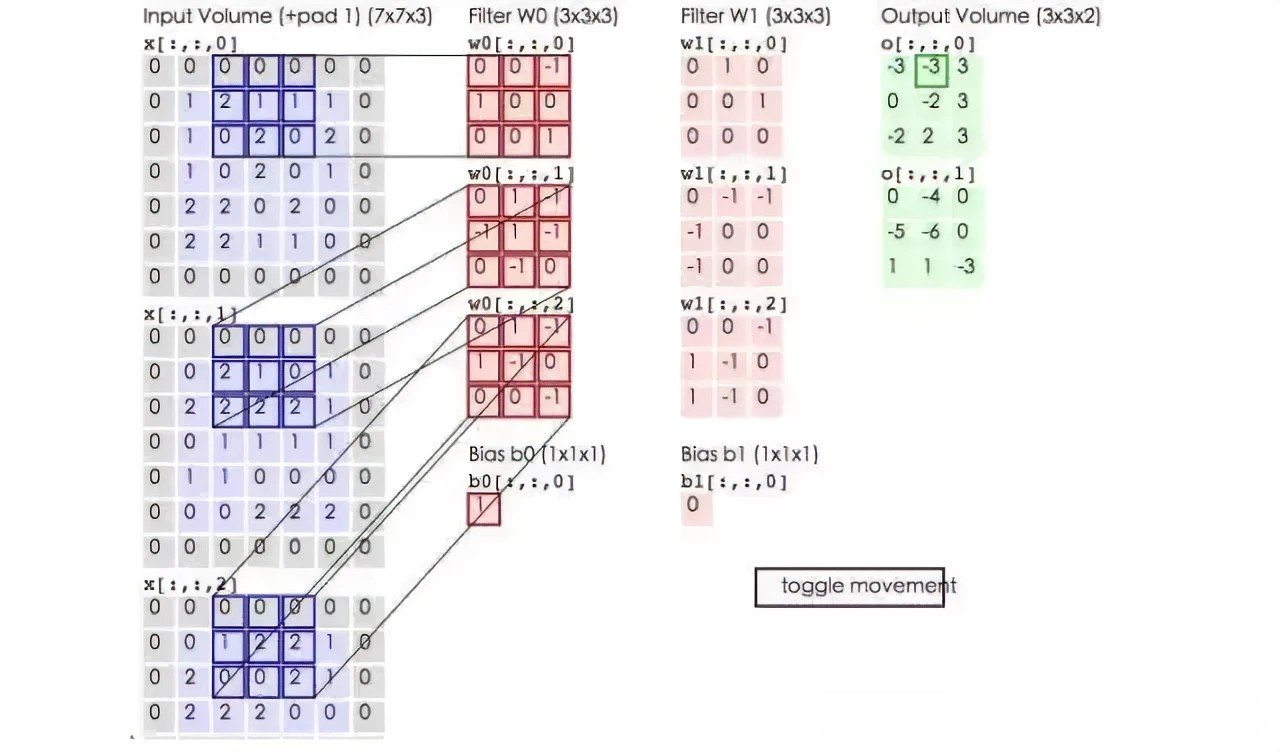 Input Volume (+pad 1) (7x7x3)
x[:,:,0]
0 0 0 0 0 0 0
0 1 2 1 1 1 0
0 1 0 2 0 2 0
0 1 0 2 0 1 0
0 2 2 0 2 0 0
0 2 2 1 1 0 0
0 0 0 0 0 0 0
x[:,:,1]
0 0 0 0 0 0 0
0 0 2 1 0 1 0
0 2 2 2 2 1 0
0 0 1 1 1 1 0
0 1 1 0 0 0 0
0 0 0 2 2 2 0
0 0 0 0 0 0 0
x[:,:,2]
0 0 0 0 0 0 0
0 0 1 2 2 1 0
0 2 0 0 2 1 0
0 2 2 2 0 0 0
Filter W0 (3x3x3)
w0[:,:,0]
0 0 -1
1 0 0
0 0 1
w0[:,:,1]
0 1 -1
-1 1 -1
0 -1 0
w0[:,:,2]
0 1 -1
1 -1 0
0 0 -1
Bias b0 (1x1x1)
b0[:,:,0]
1
Filter W1 (3x3x3)
w1[:,:,0]
0 1 0
0 0 1
0 0 0
w1[:,:,1]
0 -1 -1
-1 0 0
-1 0 0
w1[:,:,2]
0 0 -1
1 -1 0
1 -1 0
Bias b1 (1x1x1)
b1[:,:,0]
0
Output Volume (3x3x2)
o[:,:,0]
-3 -3 3
0 -2 3
-2 2 3
o[:,:,1]
0 -4 0
-5 -6 0
1 1 -3
toggle movement